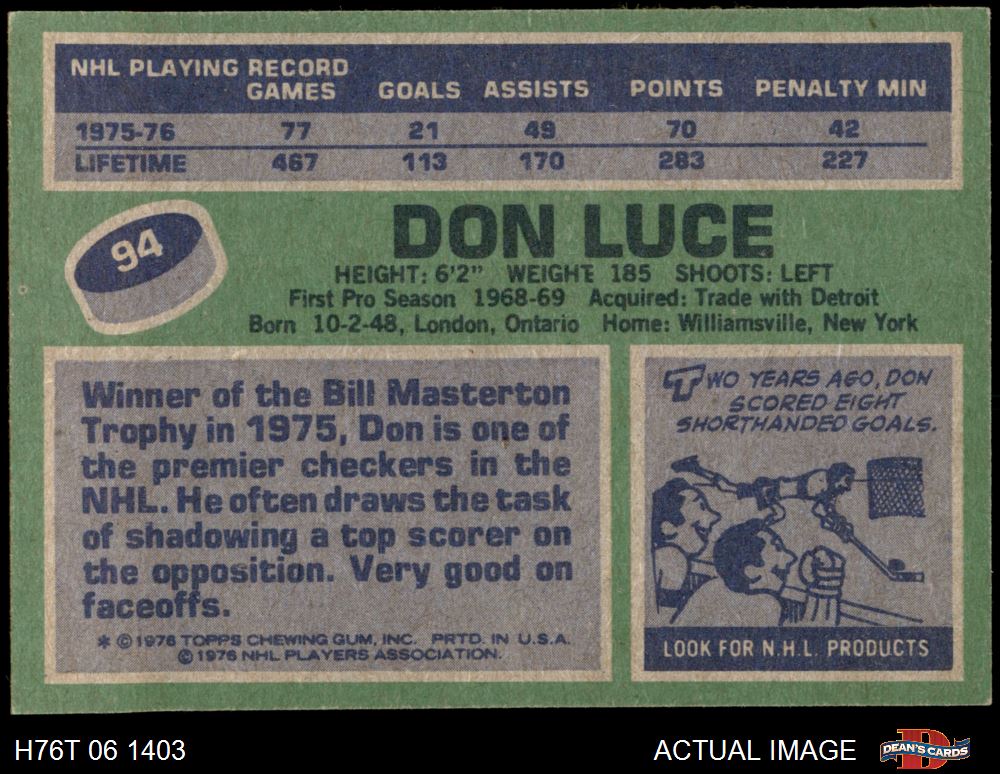 NHL PLAYING RECORD
GAMES GOALS ASSISTS POINTS PENALTY MIN
1975-76 77 21 49 70 42
LIFETIME 467 113 170 283 227
94
DON LUCE
HEIGHT: 6'2" WEIGHT 185 SHOOTS: LEFT
First Pro Season 1968-69 Acquired: Trade with Detroit
Born 10-2-48, London, Ontario Home: Williamsville, New York
Winner of the Bill Masterton
Trophy in 1975, Don is one of
the premier checkers in the
NHL. He often draws the task
of shadowing a top scorer on
the opposition. Very good on
faceoffs.
* © 1976 TOPPS CHEWING GUM, INC. PRTD. IN U.S.A.
© 1976 NHL PLAYERS ASSOCIATION.
TWO YEARS AGO, DON
SCORED EIGHT
SHORTHANDED GOALS.
LOOK FOR N.H.L. PRODUCTS
H76T 06 1403
ACTUAL IMAGE
DEAN'S CARDS